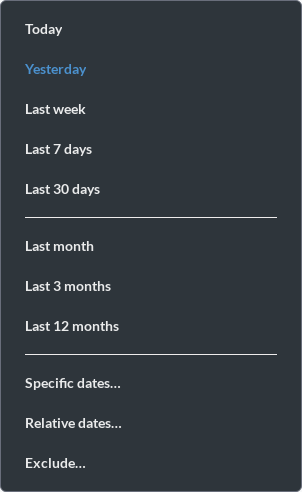 Today
Yesterday
Last week
Last 7 days
Last 30 days
Last month
Last 3 months
Last 12 months
Specific dates...
Relative dates...
Exclude...